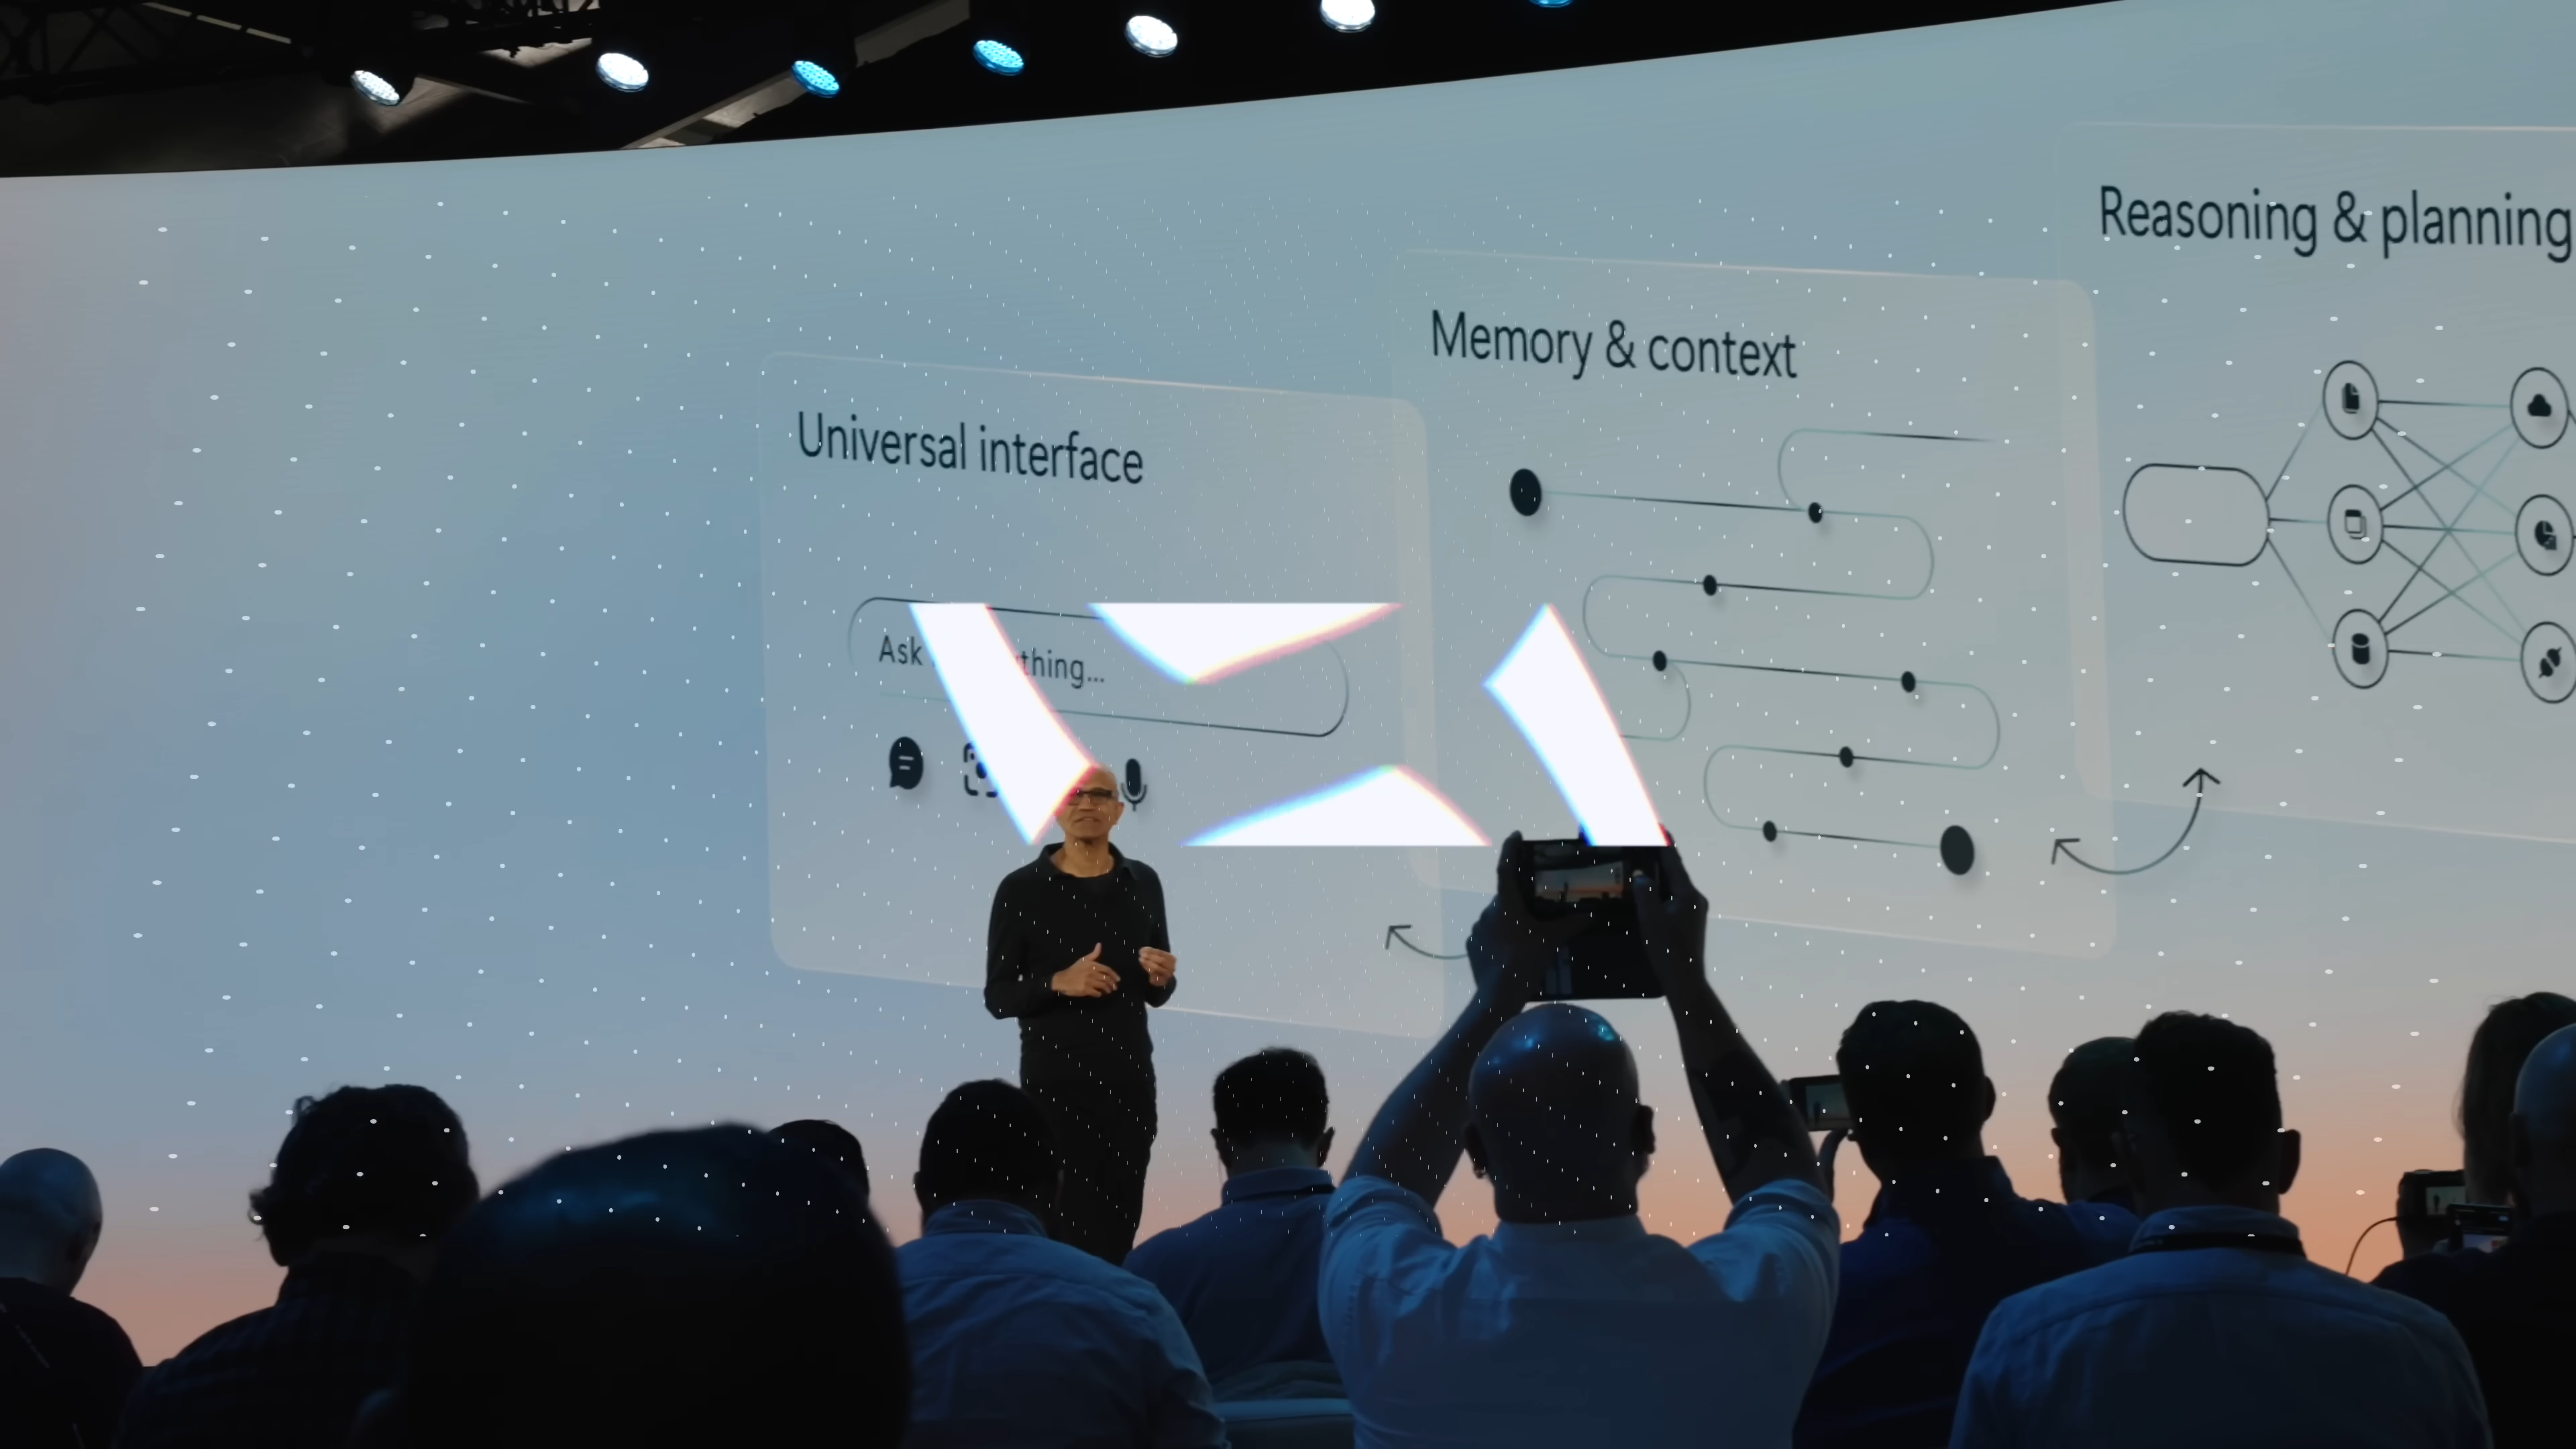 Reasoning & planning
Memory & context
Universal interface
Ask thing...